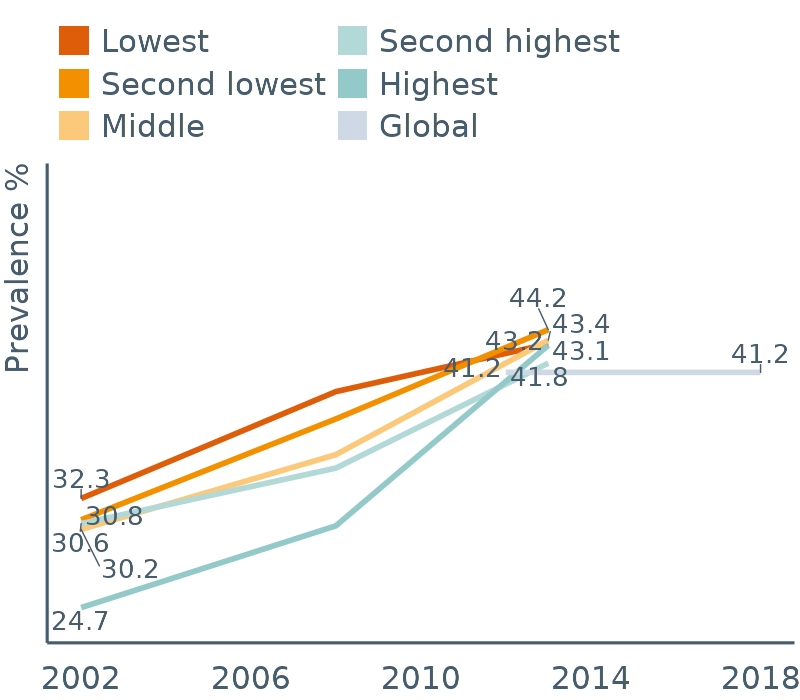 Lowest
Second lowest
Middle
Second highest
Highest
Global
Prevalence %
44.2
43.4
43.2
43.1
41.2
41.8
41.2
32.3
30.8
30.6
30.2
24.7
2002 2006 2010 2014 2018